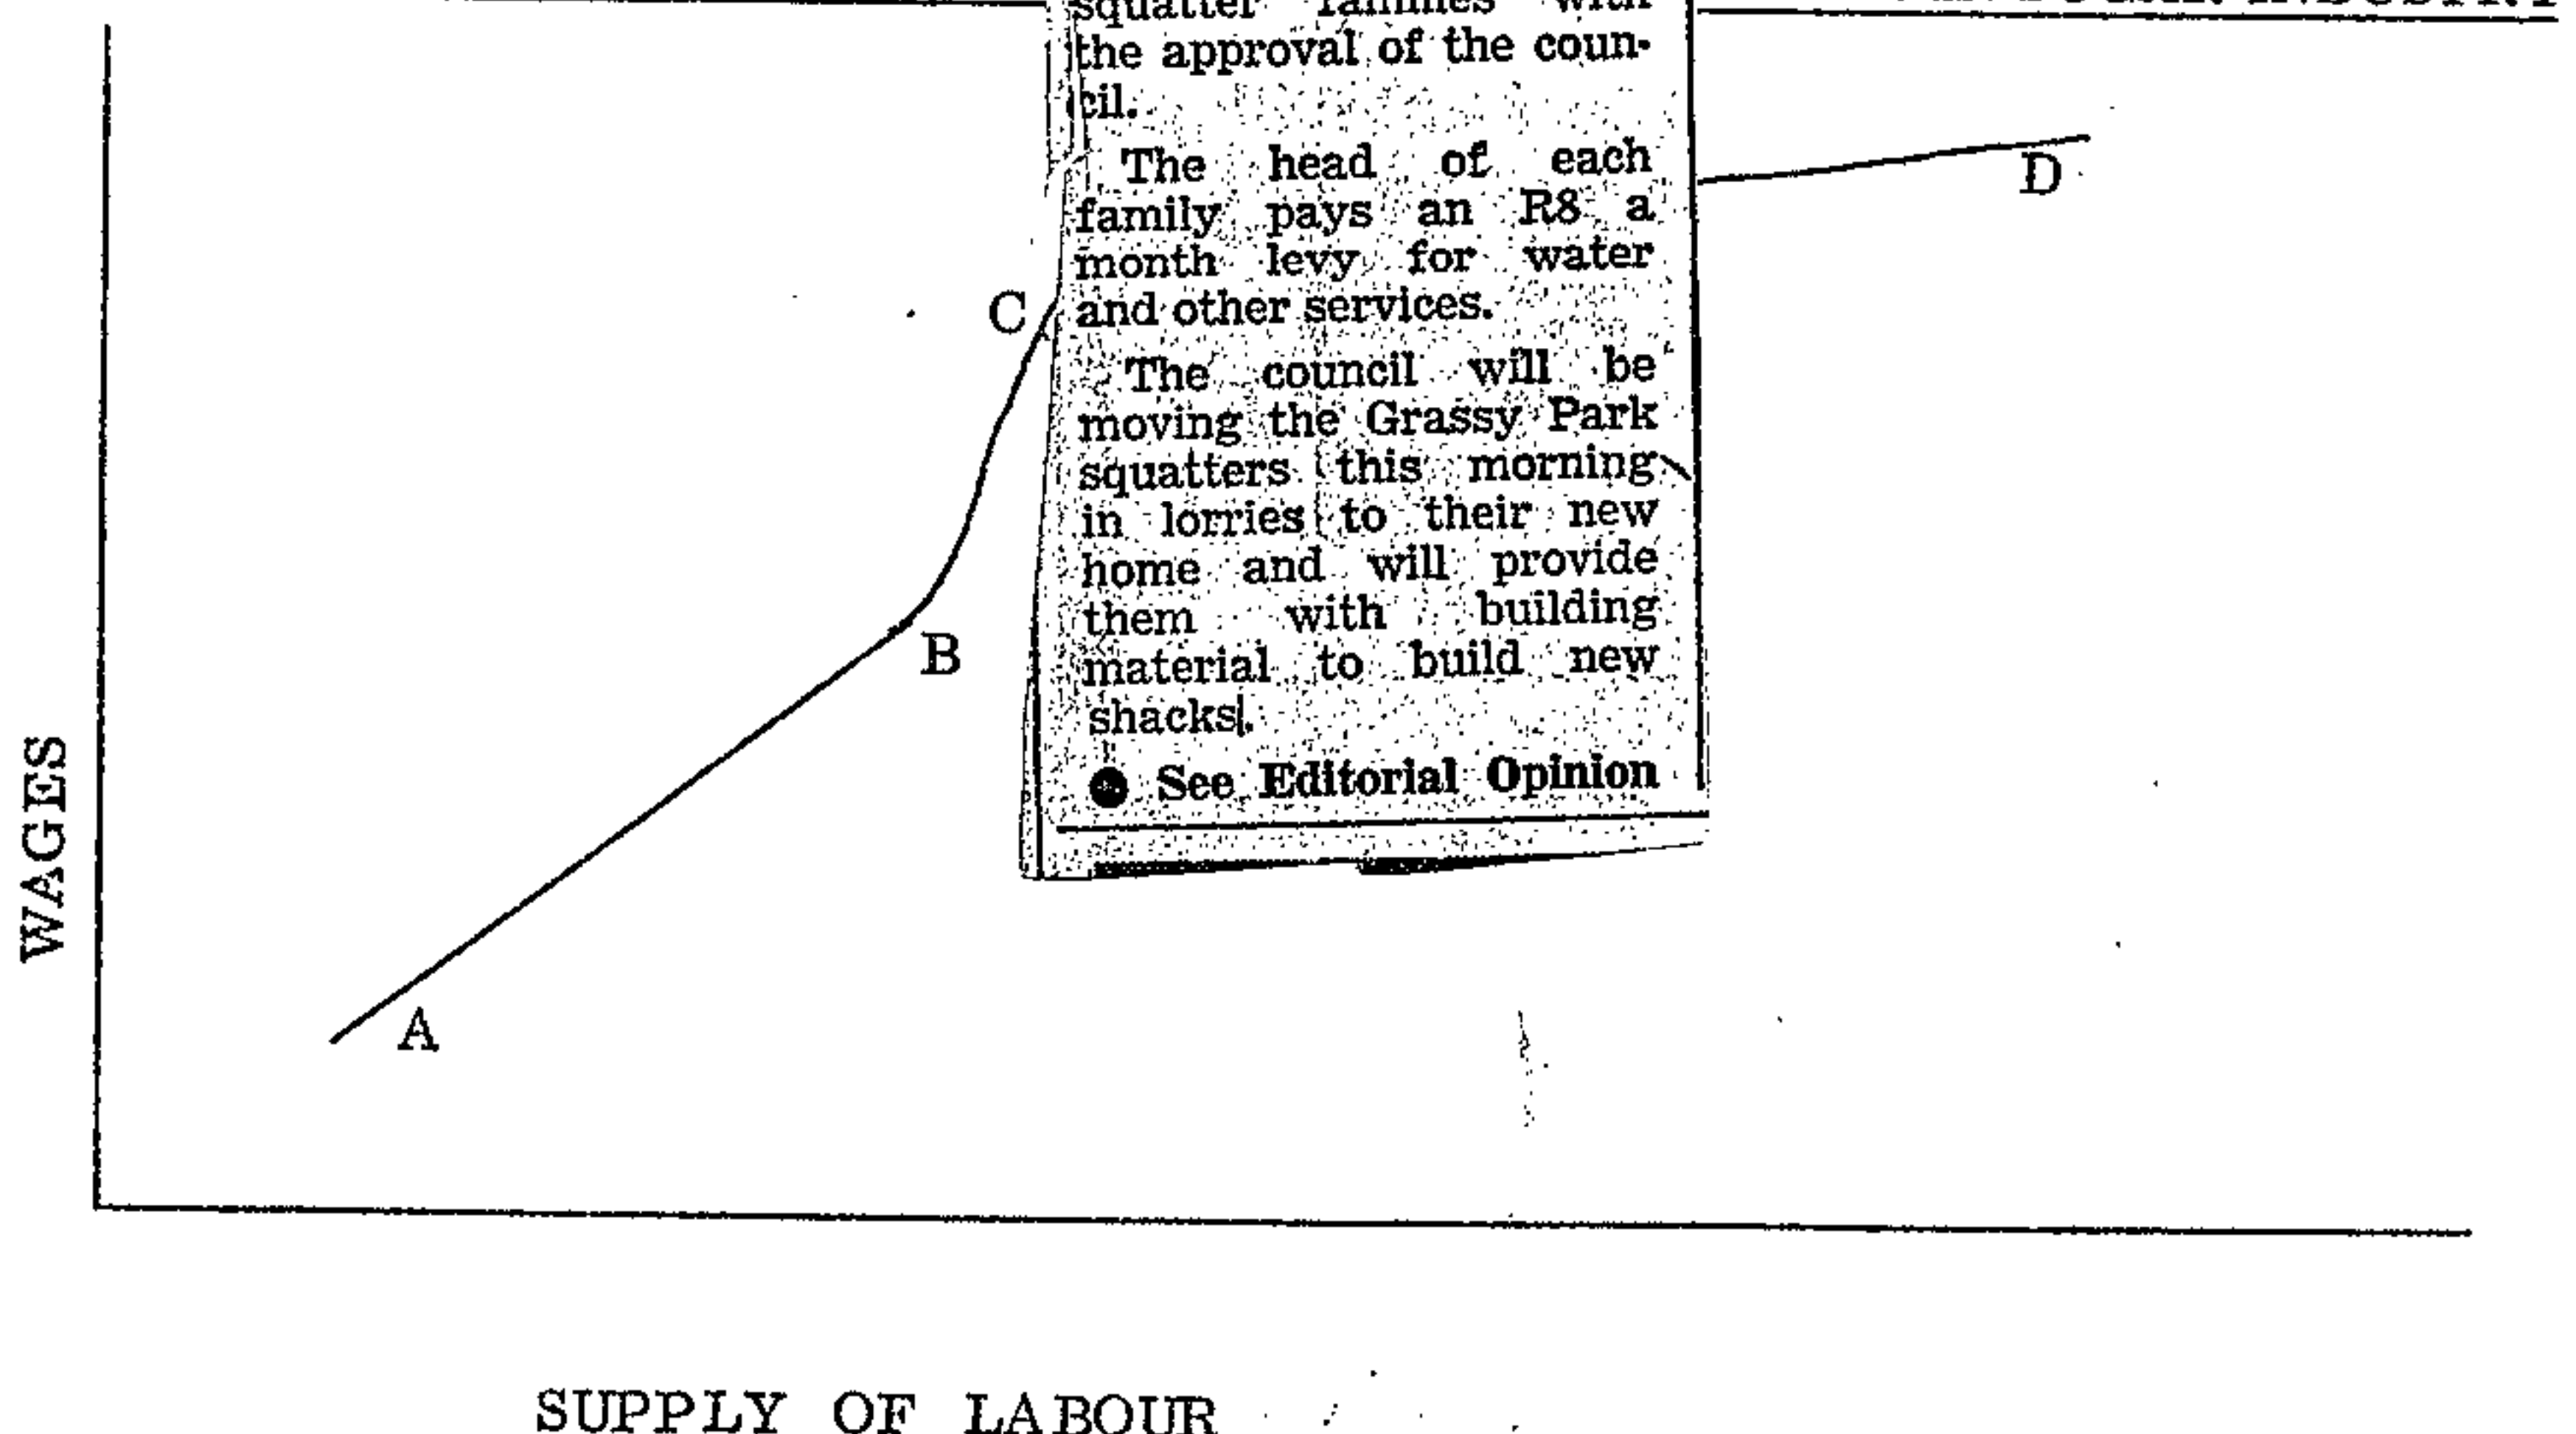 INDUSTRY
squatter families with
the approval of the coun-
cil.
The head of each
family pays an R8 a
month levy for water
and other services.
The council will be
moving the Grassy Park
squatters this morning
in lorries to their new
home and will provide
them with building
material to build new
shacks.
● See Editorial Opinion
D
C
B
A
WAGES
SUPPLY OF LABOUR